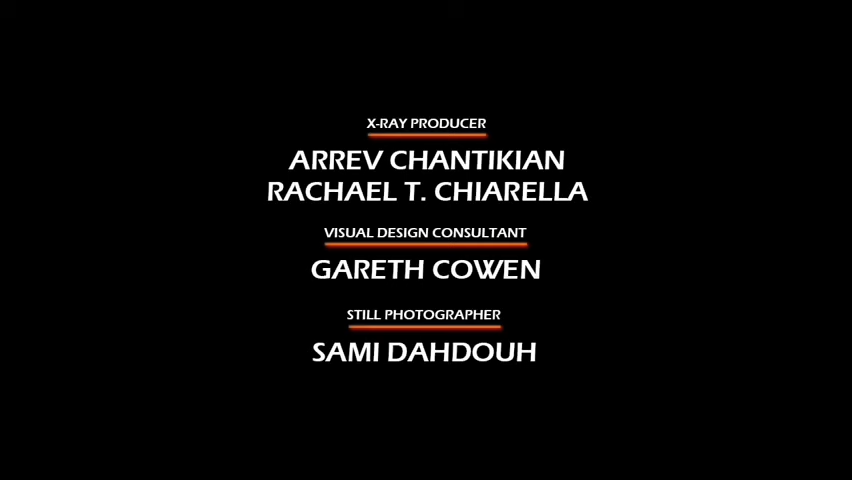 X-RAY PRODUCER
ARREV CHANTIKIAN
RACHAEL T. CHIARELLA
VISUAL DESIGN CONSULTANT
GARETH COWEN
STILL PHOTOGRAPHER
SAMI DAHDOUH